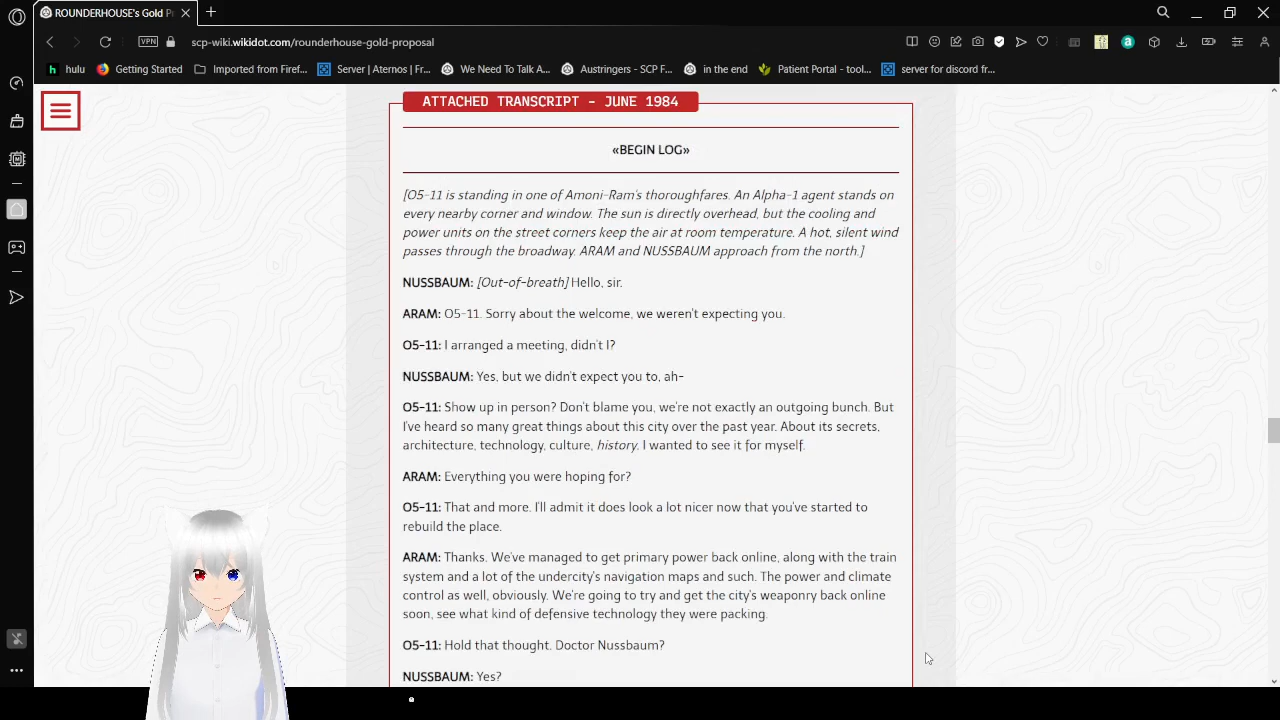 ROUNDERHOUSE's Gold P
scp-wiki.wikidot.com/rounderhouse-gold-proposal
VPN
hulu
Getting Started
Imported from Firef...
Server | Aternos | Fr...
We Need To Talk A...
Austringers - SCP F...
in the end
Patient Portal - tool...
server for discord fr...
ATTACHED TRANSCRIPT - JUNE 1984
«BEGIN LOG»
[O5-11 is standing in one of Amoni-Ram's thoroughfares. An Alpha-1 agent stands on
every nearby corner and window. The sun is directly overhead, but the cooling and
power units on the street corners keep the air at room temperature. A hot, silent wind
passes through the broadway. ARAM and NUSSBAUM approach from the north.]
NUSSBAUM: [Out-of-breath] Hello, sir.
ARAM: O5-11. Sorry about the welcome, we weren't expecting you.
O5-11: I arranged a meeting, didn't I?
NUSSBAUM: Yes, but we didn't expect you to, ah-
O5-11: Show up in person? Don't blame you, we're not exactly an outgoing bunch. But
I've heard so many great things about this city over the past year. About its secrets,
architecture, technology, culture, history. I wanted to see it for myself.
ARAM: Everything you were hoping for?
O5-11: That and more. I'll admit it does look a lot nicer now that you've started to
rebuild the place.
ARAM: Thanks. We've managed to get primary power back online, along with the train
system and a lot of the undercity's navigation maps and such. The power and climate
control as well, obviously. We're going to try and get the city's weaponry back online
soon, see what kind of defensive technology they were packing.
O5-11: Hold that thought. Doctor Nussbaum?
NUSSBAUM: Yes?